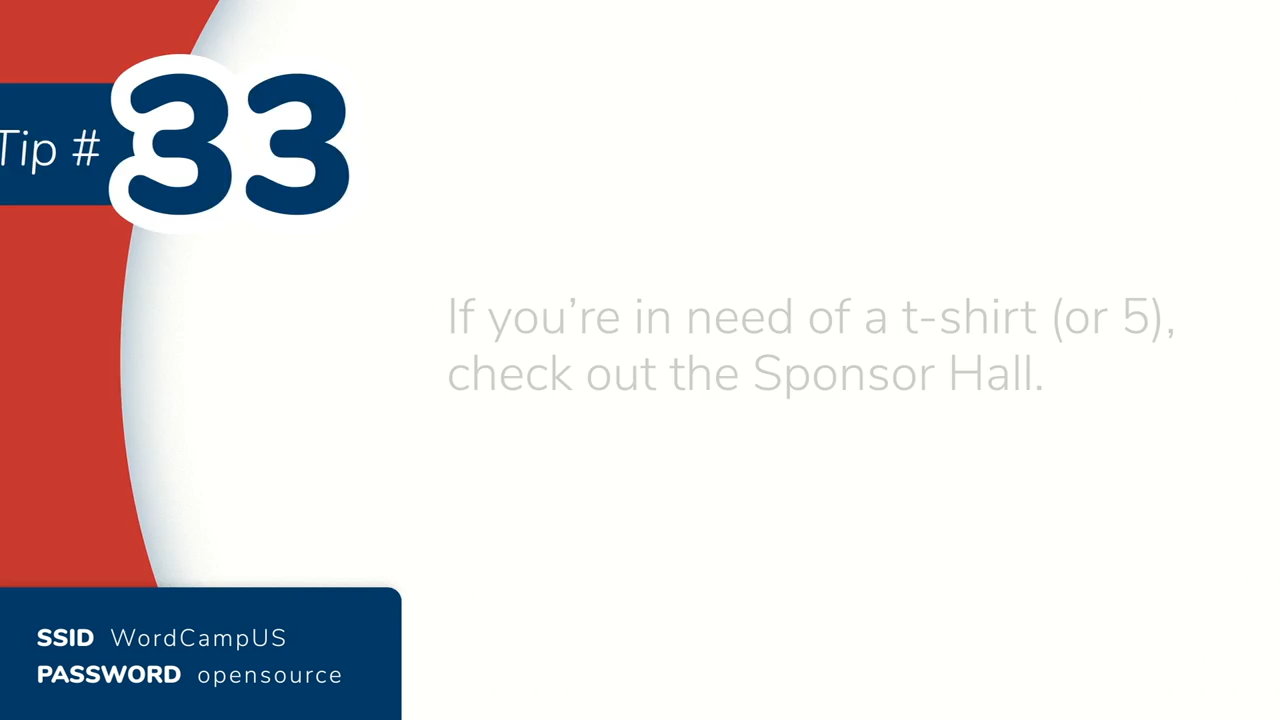 Tip # 33
If you’re in need of a t-shirt (or 5),
check out the Sponsor Hall.
SSID WordCampUS
PASSWORD opensource